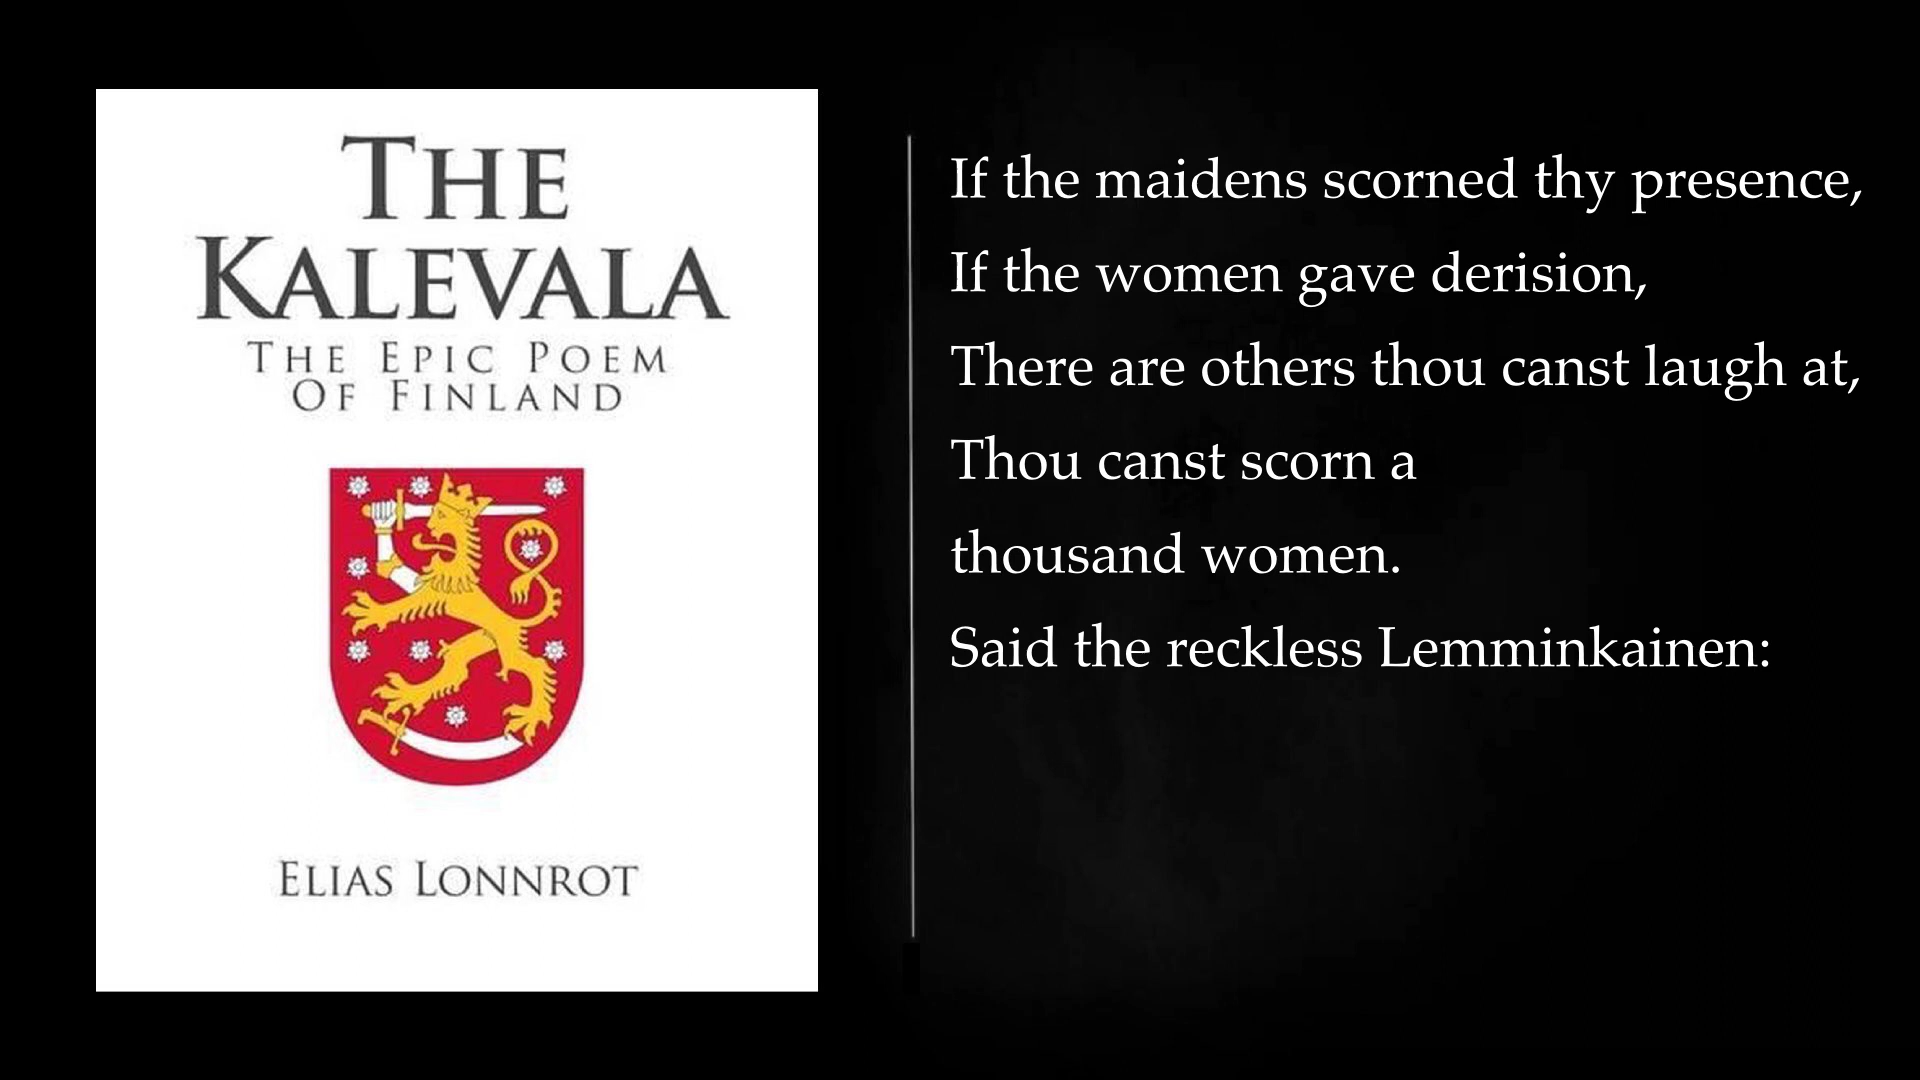 THE
KALEVALA
THE EPIC POEM
OF FINLAND
ELIAS LONNROT
If the maidens scorned thy presence,
If the women gave derision,
There are others thou canst laugh at,
Thou canst scorn a
thousand women.
Said the reckless Lemminkainen: